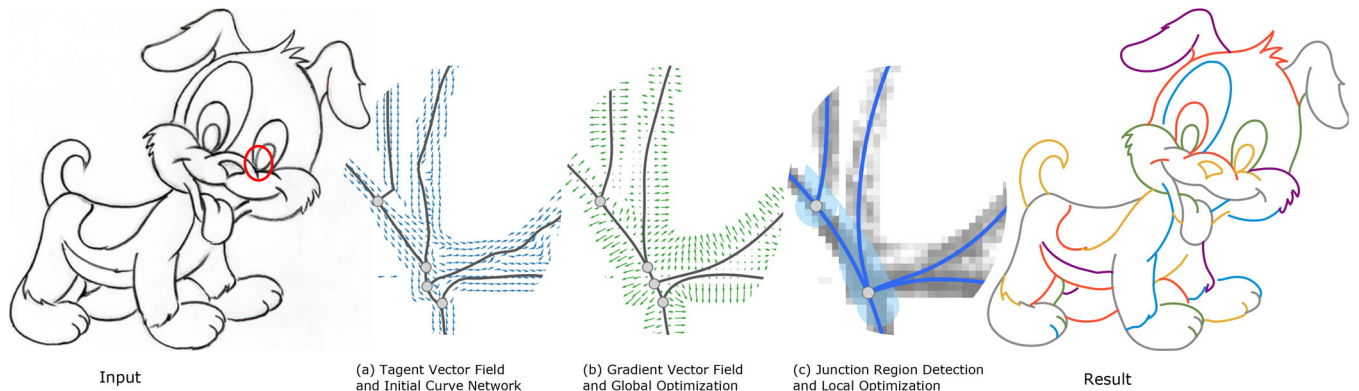 Input
(a) Tagent Vector Field
and Initial Curve Network
(b) Gradient Vector Field
and Global Optimization
(c) Junction Region Detection
and Local Optimization
Result